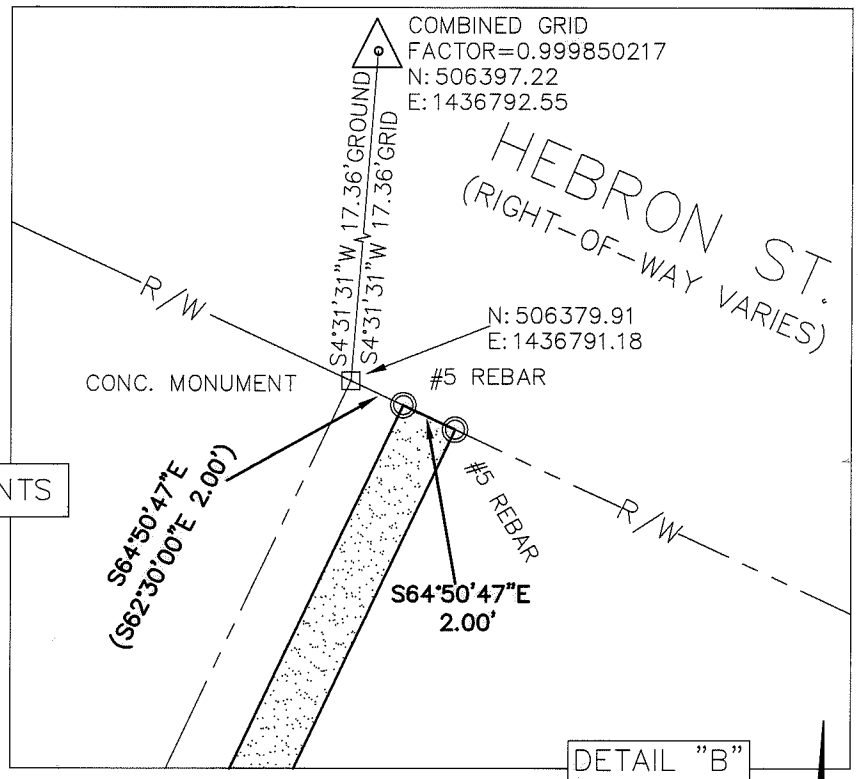 COMBINED GRID
FACTOR=0.999850217
N: 506397.22
E: 1436792.55
S4°31'31"W 17.36' GROUND
S4°31'31"W 17.36' GRID
HEBRON ST.
(RIGHT-OF-WAY VARIES)
R/W
N: 506379.91
E: 1436791.18
CONC. MONUMENT
#5 REBAR
S64°50'47"E
(S62°30'00"E 2.00')
#5 REBAR
R/W
S64°50'47"E
2.00'
NTS
DETAIL "B"